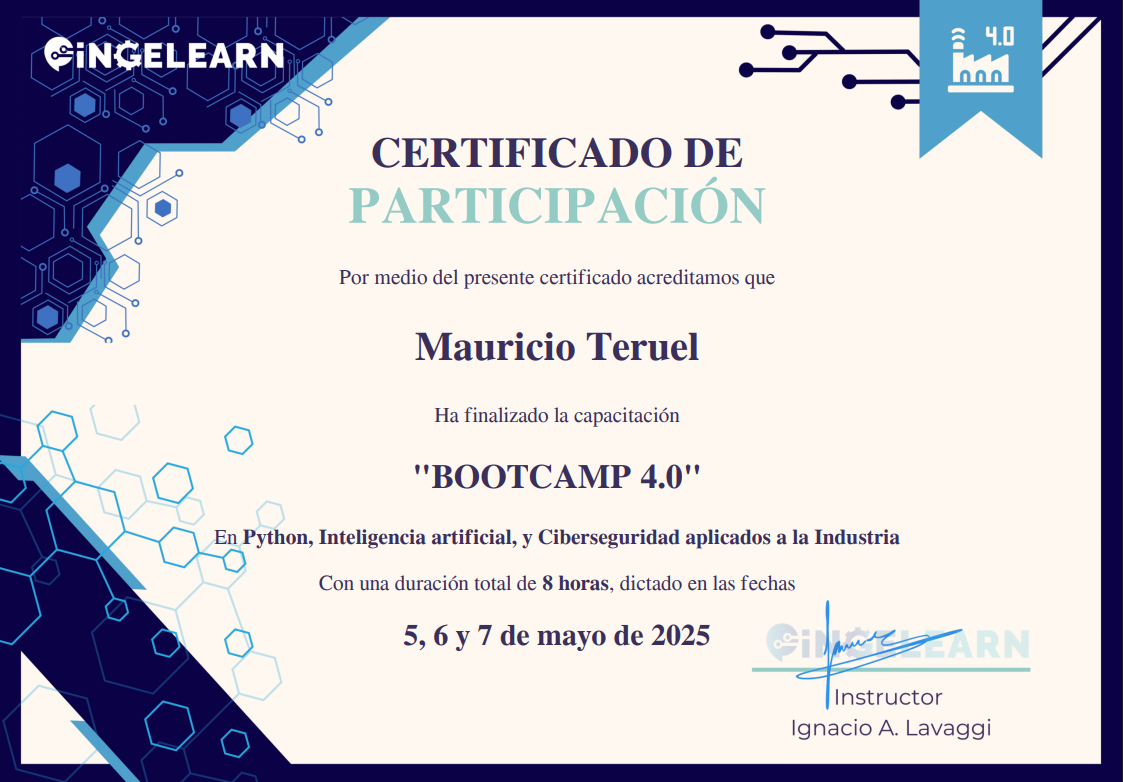 iNGELEARN
4.0
CERTIFICADO DE
PARTICIPACIÓN
Por medio del presente certificado acreditamos que
Mauricio Teruel
Ha finalizado la capacitación
"BOOTCAMP 4.0"
En Python, Inteligencia artificial, y Ciberseguridad aplicados a la Industria
Con una duración total de 8 horas, dictado en las fechas
5, 6 y 7 de mayo de 2025
iNGELEARN
Instructor
Ignacio A. Lavaggi